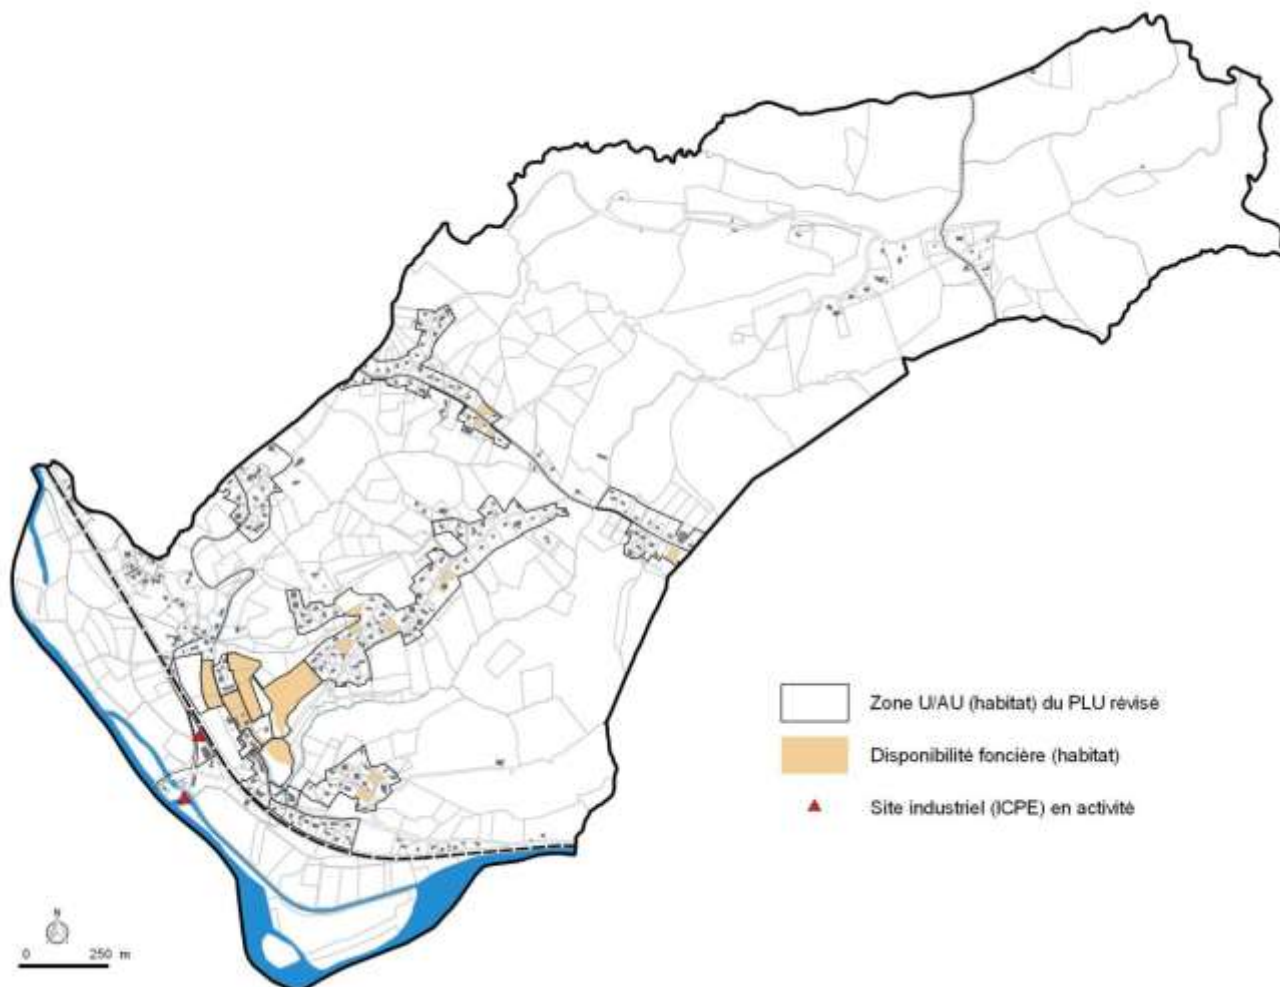 Zone U/AU (habitat) du PLU révisé
Disponibilité foncière (habitat)
Site industriel (ICPE) en activité
N
0 250 m